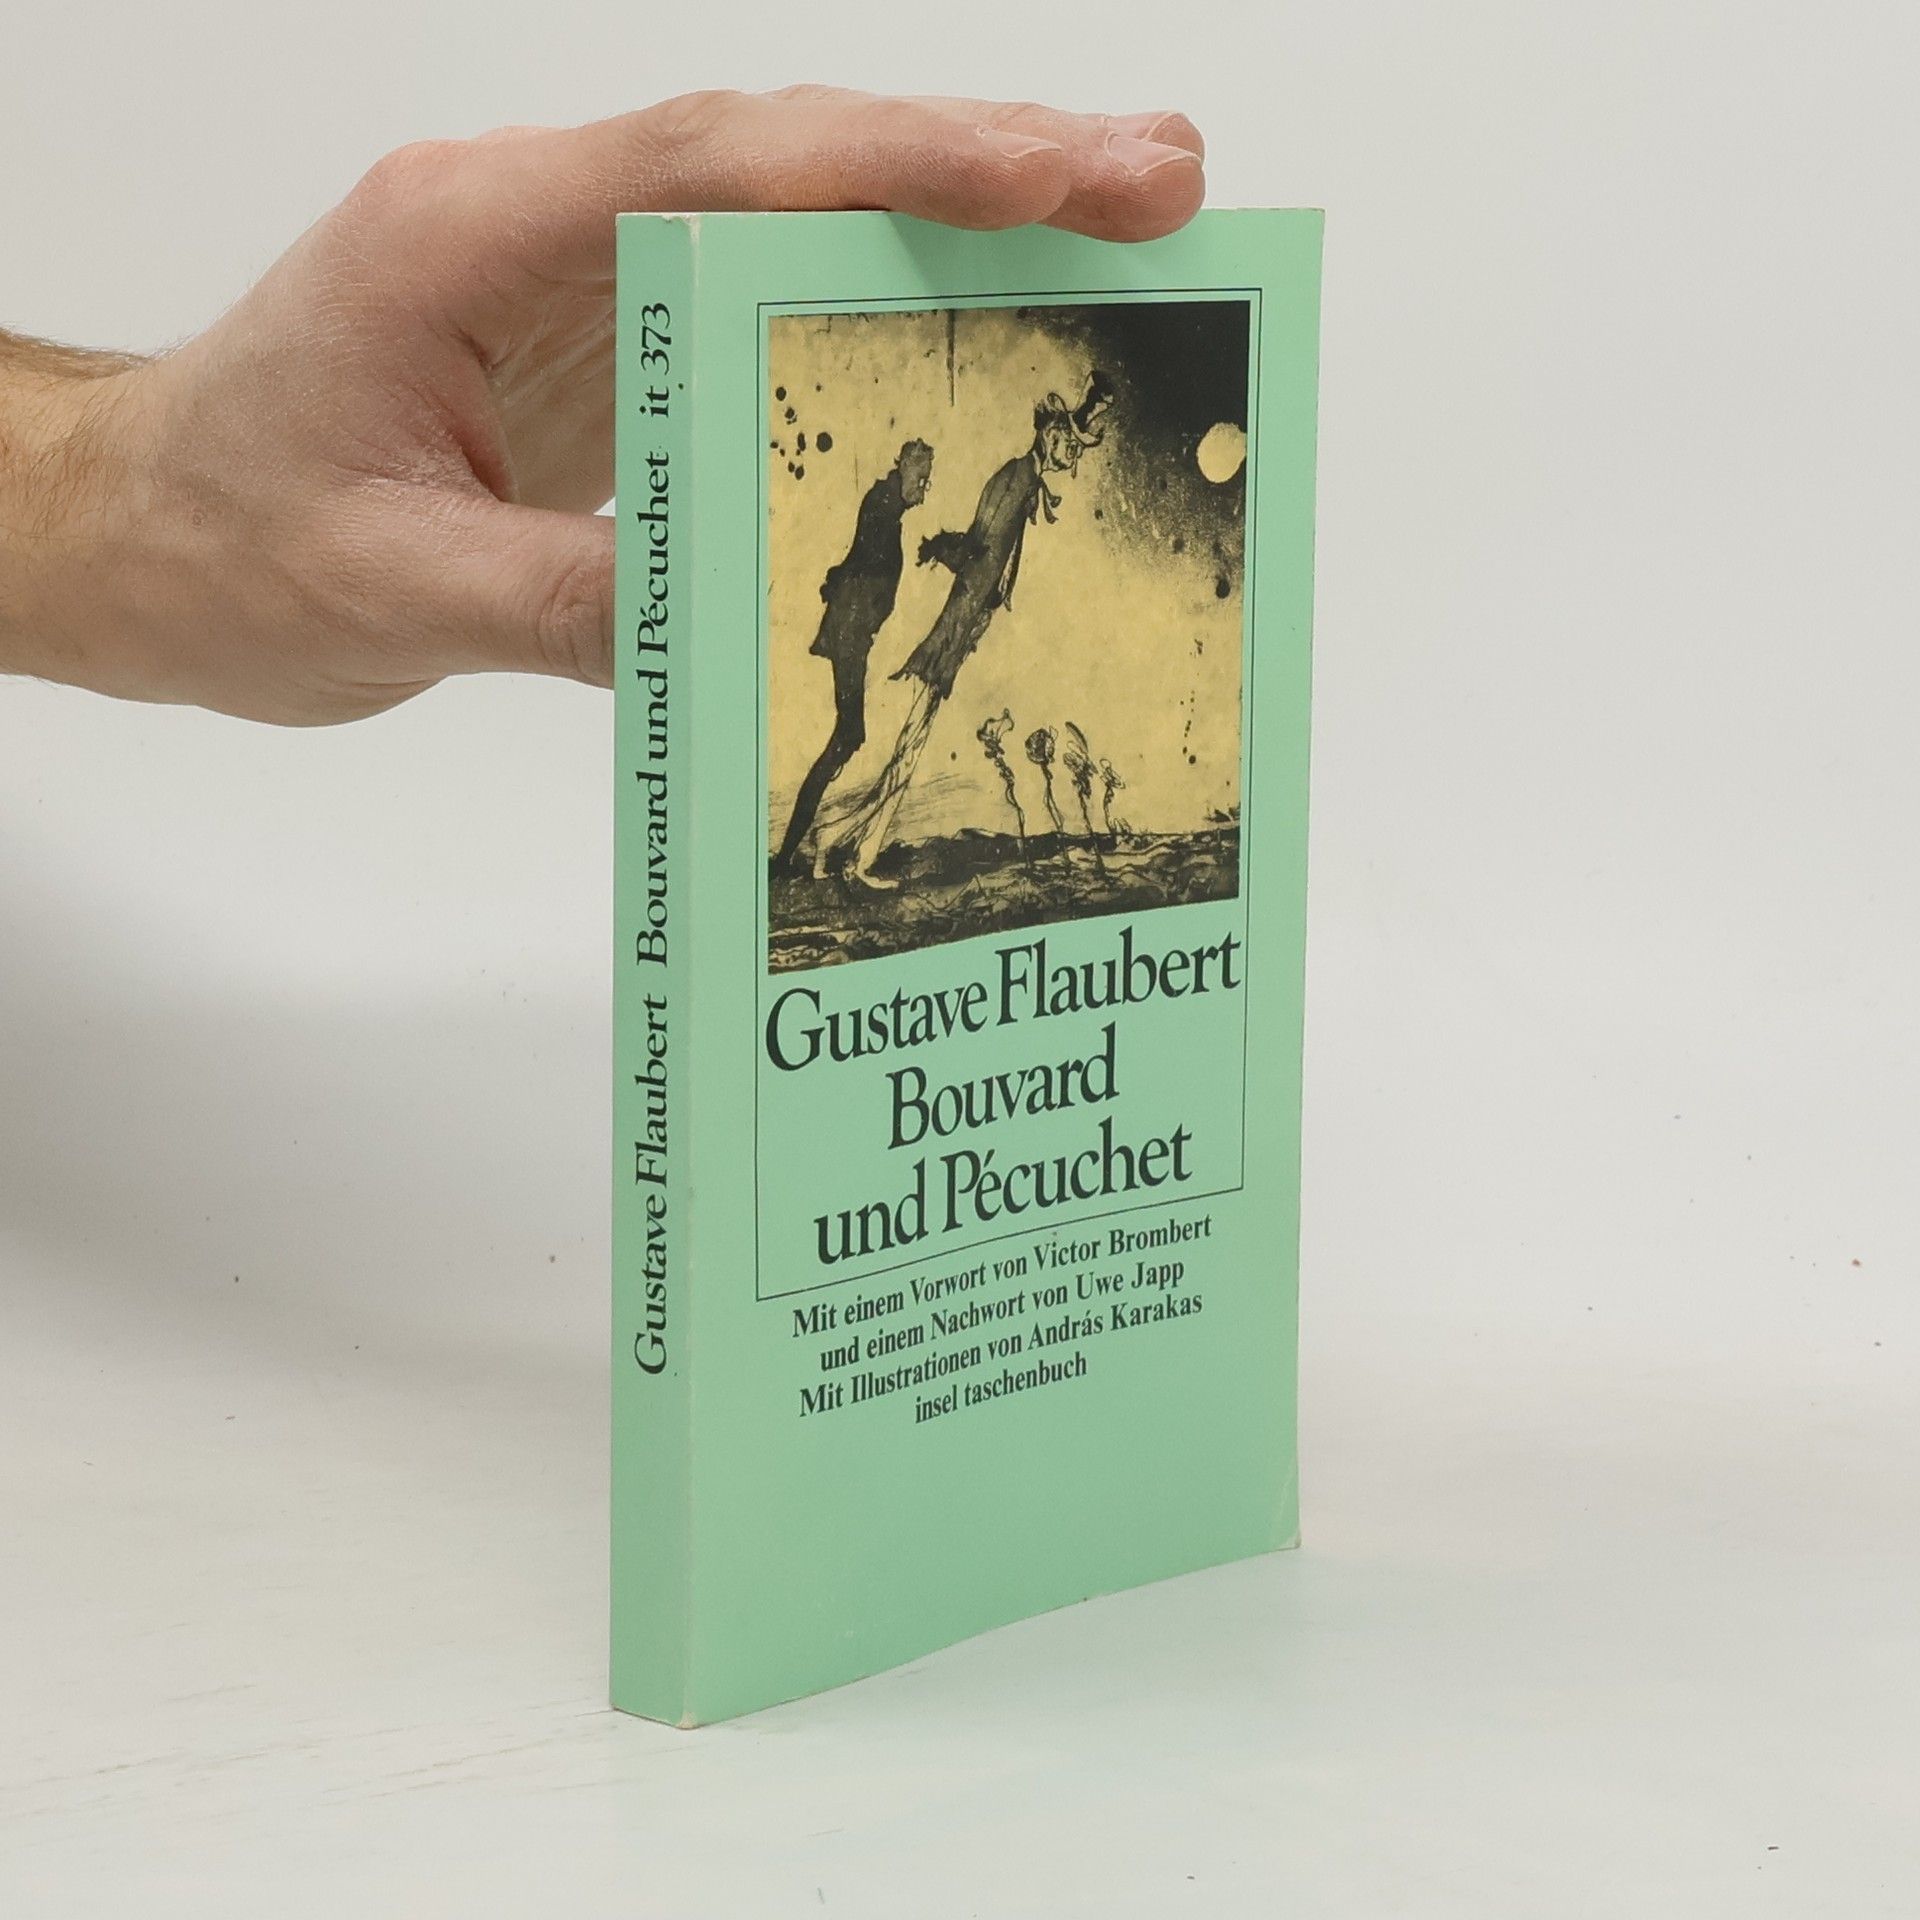 Gustave Flaubert Bouvard und Pécuchet it 373
Gustave Flaubert
Bouvard
und Pécuchet
Mit einem Vorwort von Victor Brombert
und einem Nachwort von Uwe Japp
Mit Illustrationen von András Karakas
insel taschenbuch